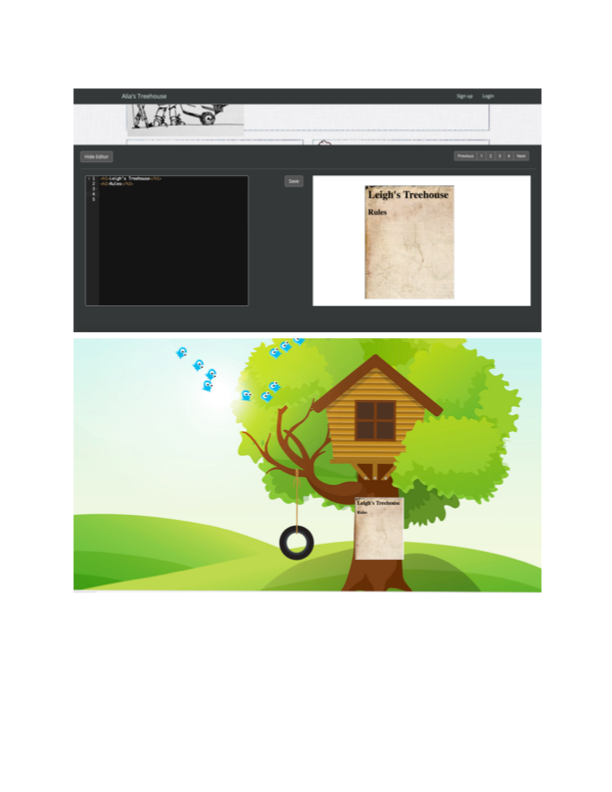 Alia's Treehouse
Sign up Login
Hide Editor
Previous 1 2 3 4 Next
1 <h1>Leigh's Treehouse</h1>
2 <h2>Rules</h2>
3
4
5
Save
Leigh's Treehouse
Rules
Leigh's Treehouse
Rules